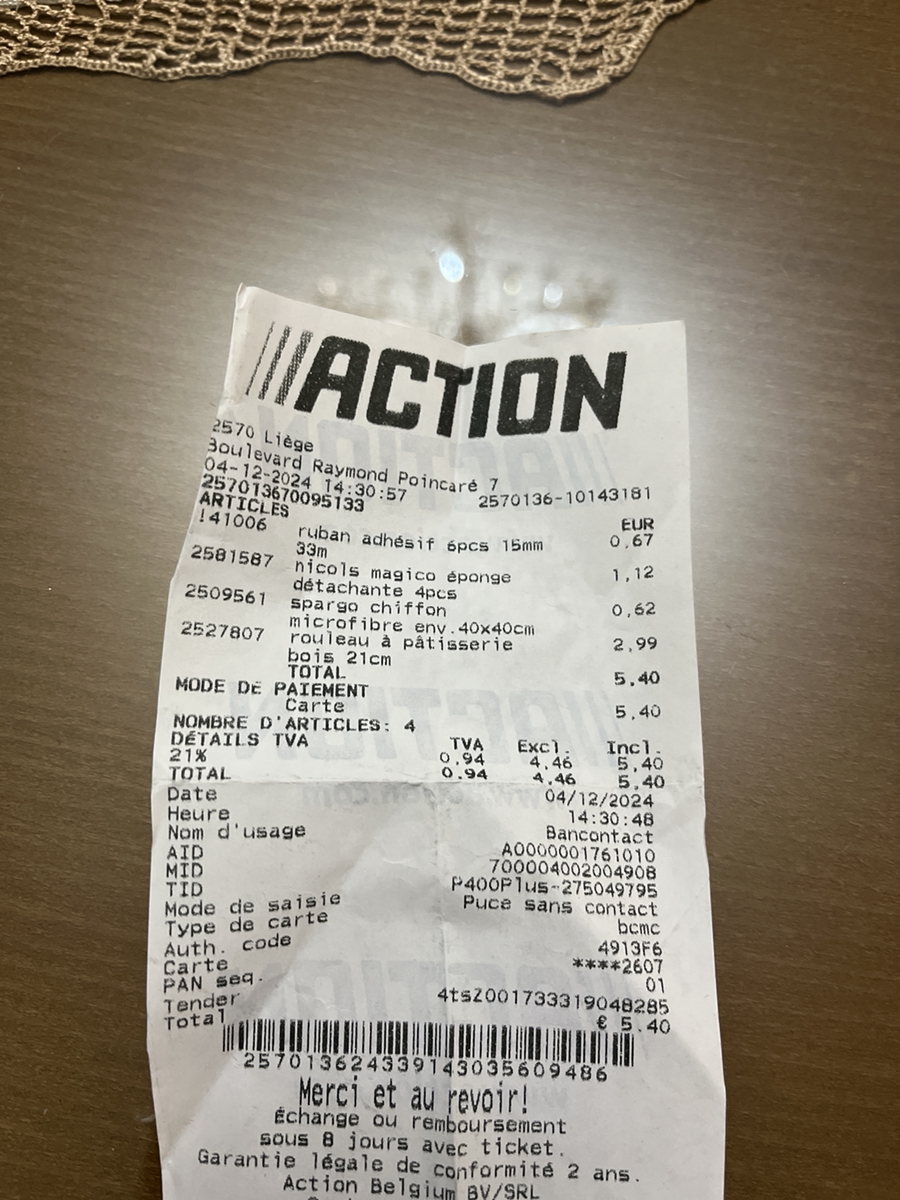 ACTION
2570 Liège
Boulevard Raymond Poincaré 7
04-12-2024 14:30:57 2570136-10143181
257013670095133
ARTICLES EUR
!41006 ruban adhésif 6pcs 15mm 0,67
33m
2581587 nicols magico éponge 1,12
détachante 4pcs
2509561 spargo chiffon 0,62
microfibre env.40x40cm
2527807 rouleau à pâtisserie 2,99
bois 21cm
TOTAL 5,40
MODE DE PAIEMENT
Carte 5,40
NOMBRE D'ARTICLES: 4
DÉTAILS TVA TVA Excl. Incl.
21% 0,94 4,46 5,40
TOTAL 0,94 4,46 5,40
Date 04/12/2024
Heure 14:30:48
Nom d'usage Bancontact
AID A0000001761010
MID 700004002004908
TID P400Plus-275049795
Mode de saisie Puce sans contact
Type de carte bcmc
Auth. code 4913F6
Carte ****2607
PAN seq. 01
Tender 4tsZ001733319048285
Total € 5.40
257013624339143035609486
Merci et au revoir!
Échange ou remboursement
sous 8 jours avec ticket.
Garantie légale de conformité 2 ans.
Action Belgium BV/SRL